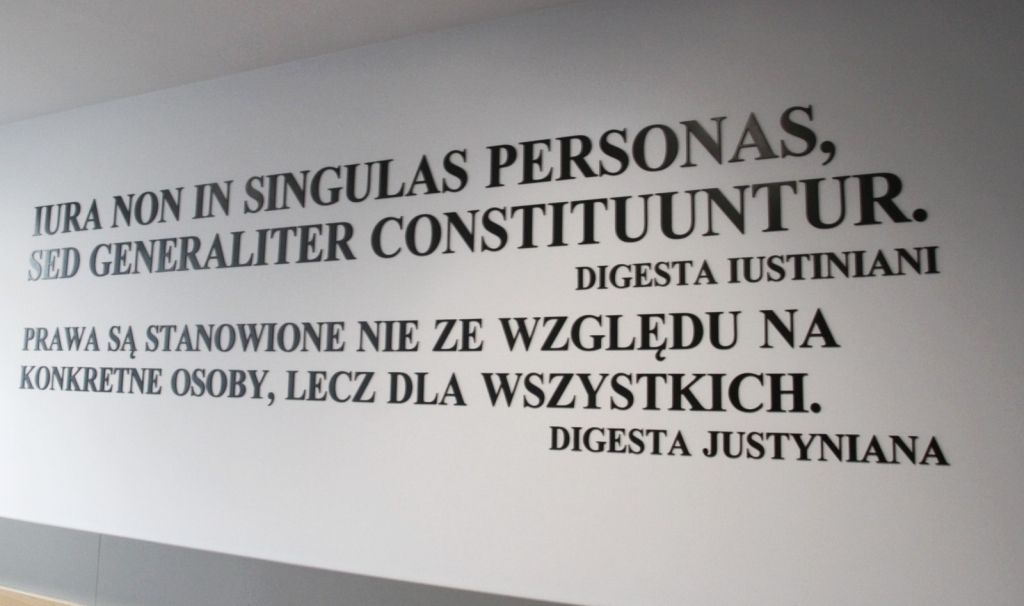 IURA NON IN SINGULAS PERSONAS,
SED GENERALITER CONSTITUUNTUR.
DIGESTA IUSTINIANI
PRAWA SĄ STANOWIONE NIE ZE WZGLĘDU NA
KONKRETNE OSOBY, LECZ DLA WSZYSTKICH.
DIGESTA JUSTYNIANA